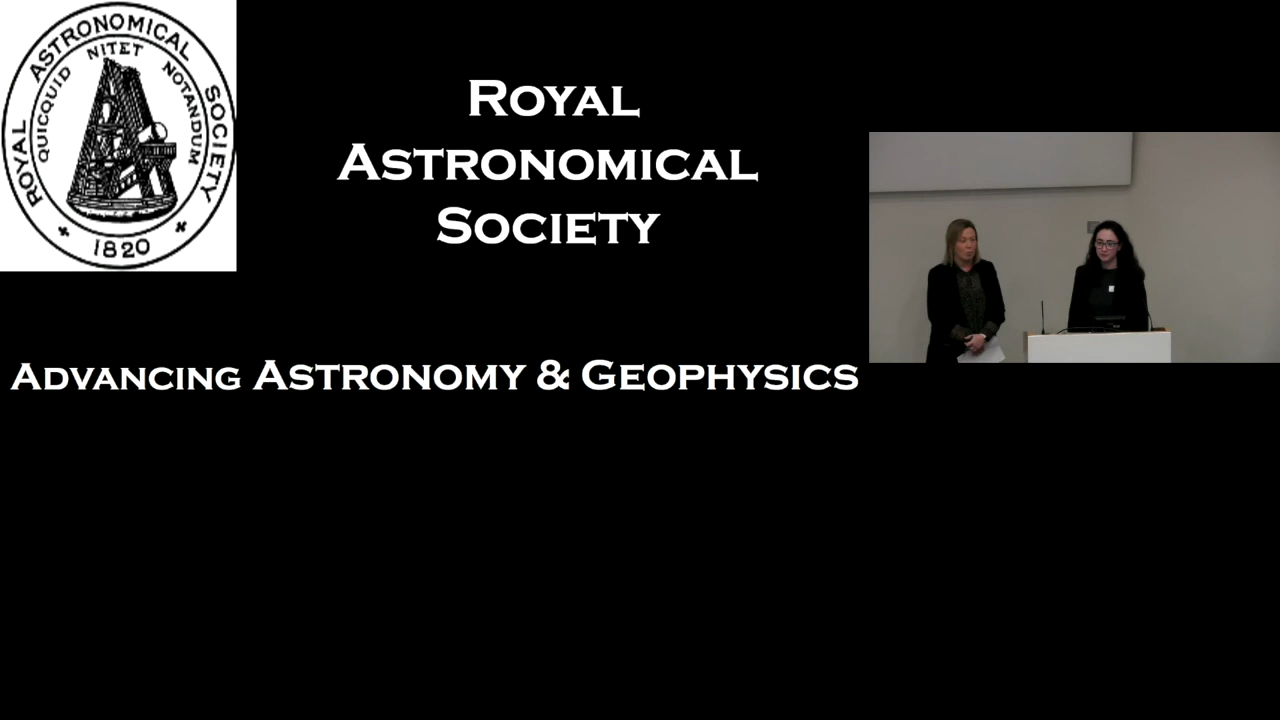 ROYAL ASTRONOMICAL SOCIETY
QUICQUID NITET NOTANDUM
1820
ROYAL
ASTRONOMICAL
SOCIETY
ADVANCING ASTRONOMY & GEOPHYSICS